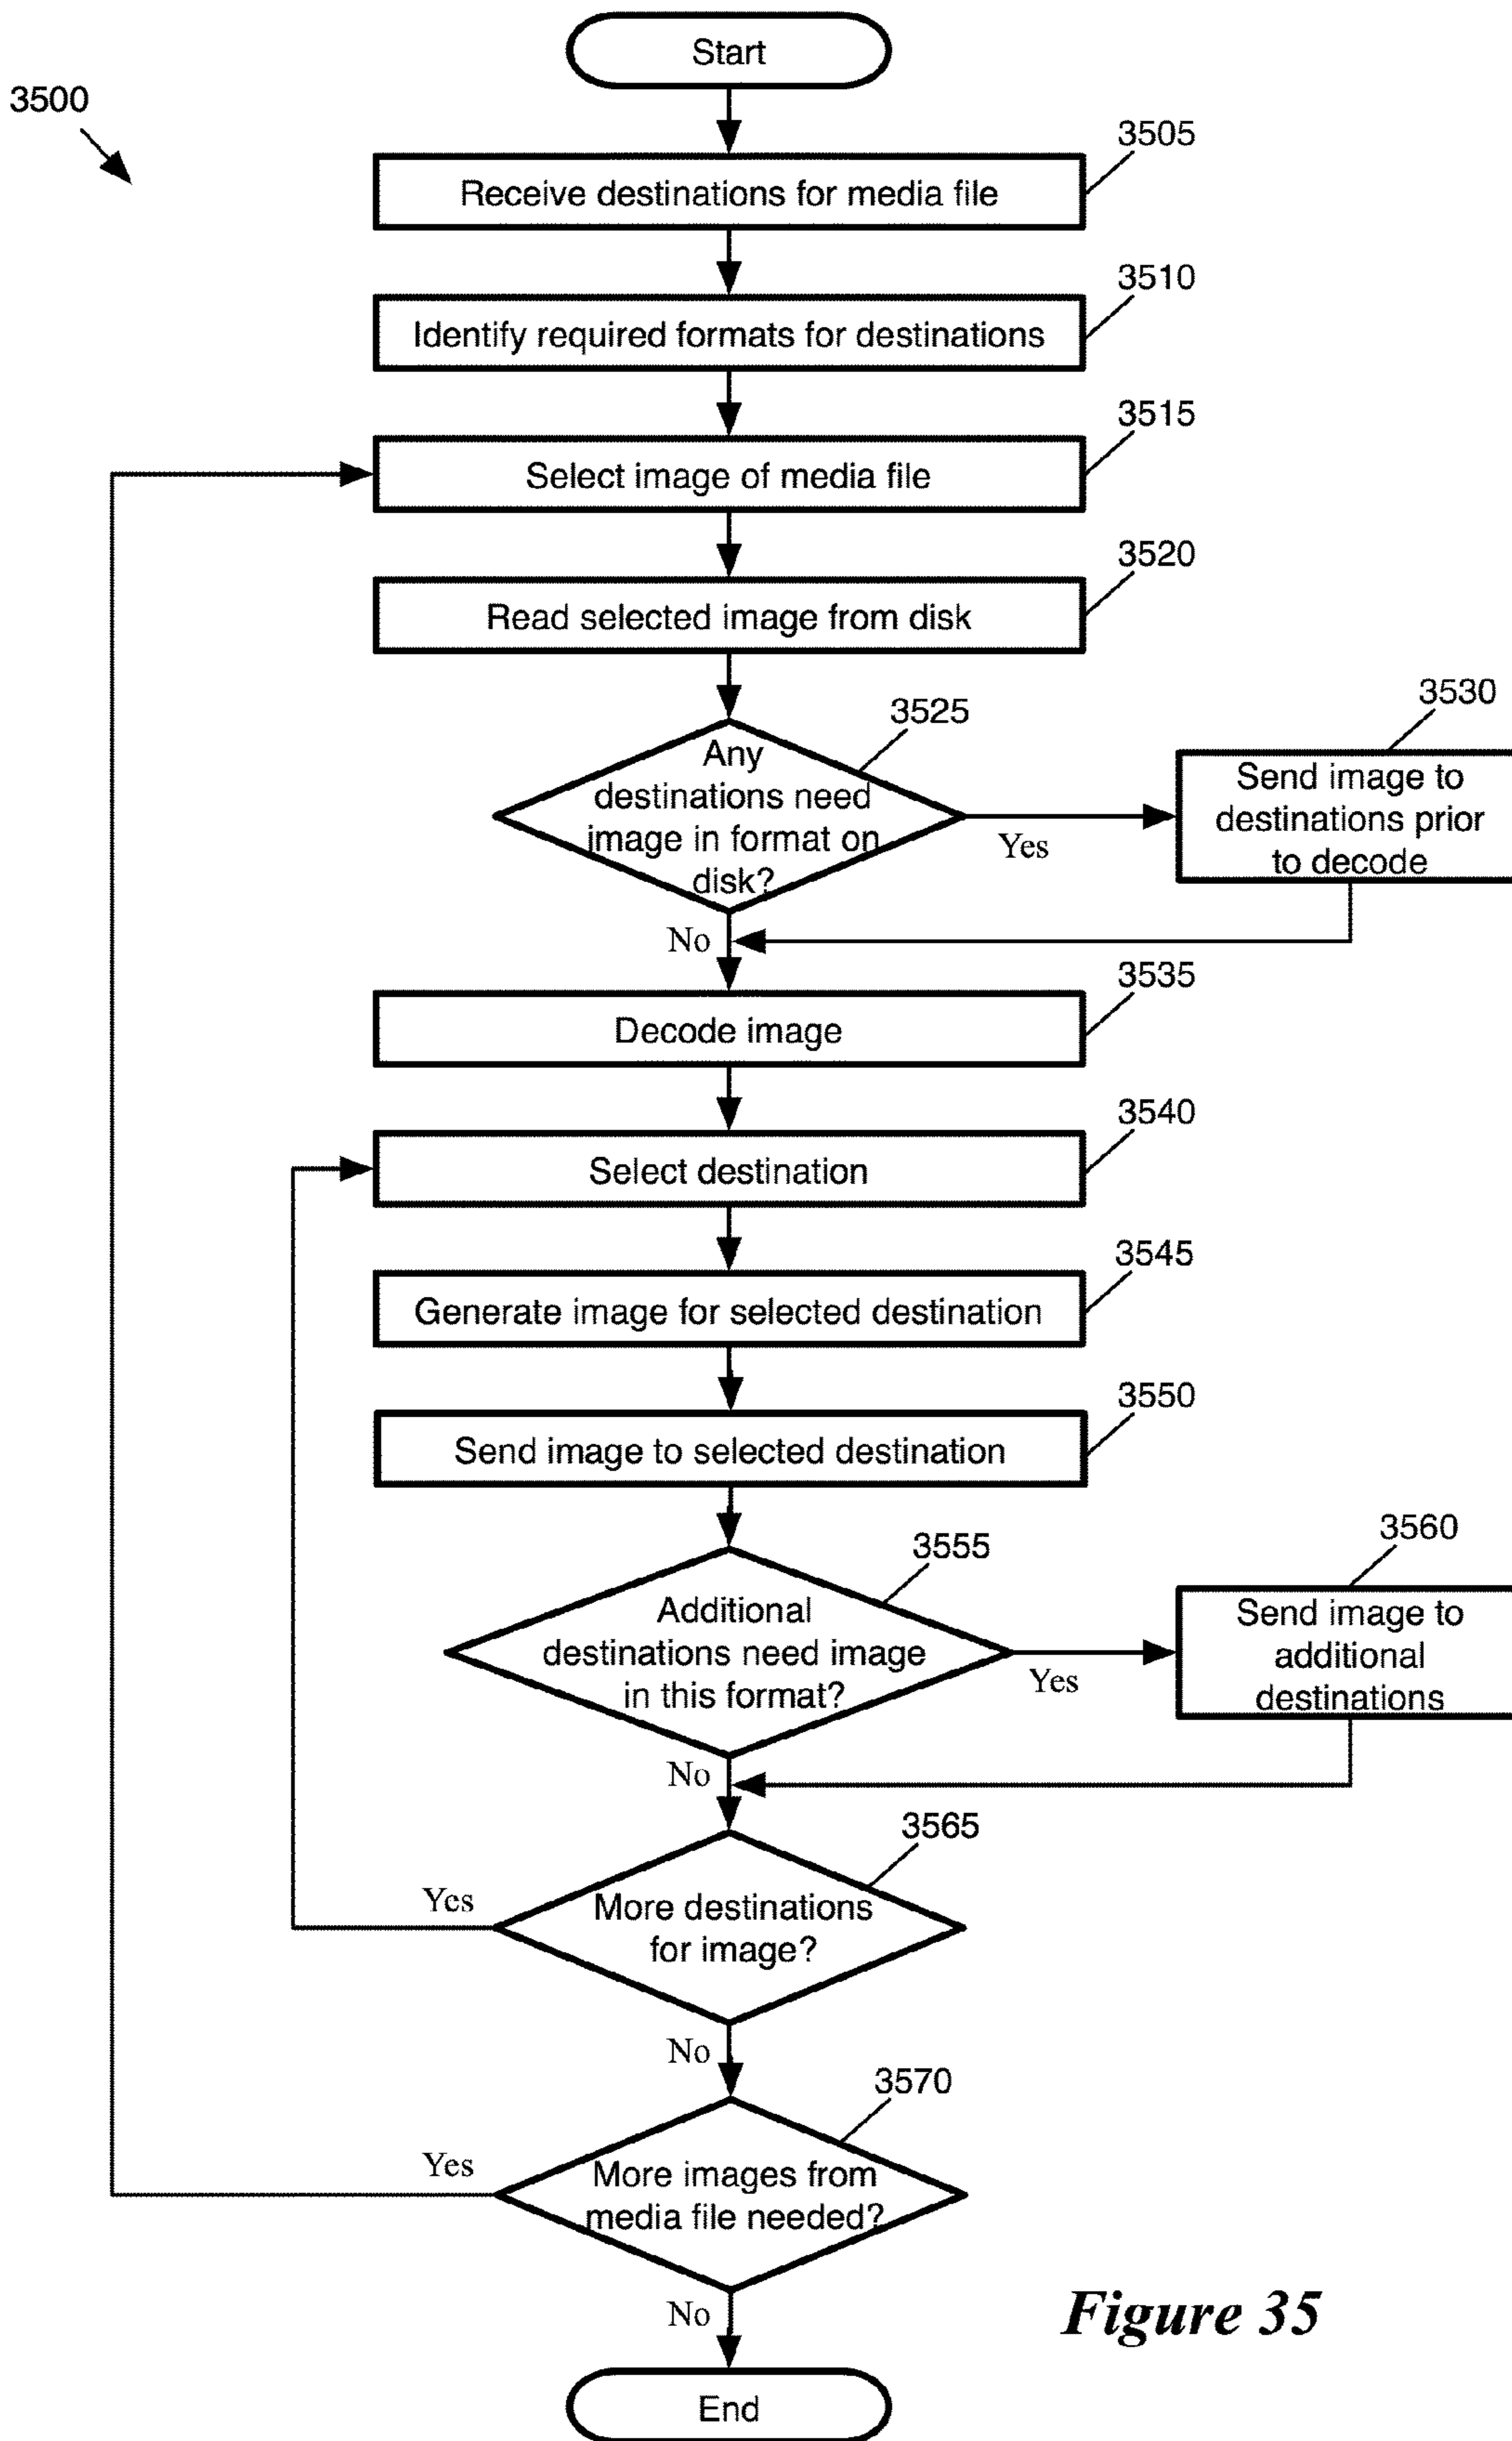 Start
3500
3505
Receive destinations for media file
3510
Identify required formats for destinations
3515
Select image of media file
3520
Read selected image from disk
3525
Any
destinations need
image in format on
disk?
Yes
3530
Send image to
destinations prior
to decode
No
3535
Decode image
3540
Select destination
3545
Generate image for selected destination
3550
Send image to selected destination
3555
Additional
destinations need image
in this format?
Yes
3560
Send image to
additional
destinations
No
3565
More destinations
for image?
Yes
No
3570
More images from
media file needed?
Yes
No
End
Figure 35